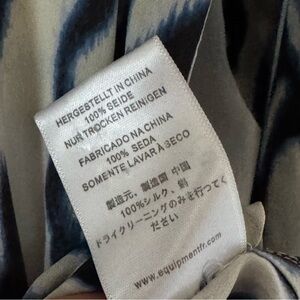 HERGESTELLT IN CHINA
100% SEIDE
NUR TROCKEN REINIGEN
FABRICADO NA CHINA
100% SEDA
SOMENTE LAVAR À SECO
製造元、製造国 中国
100%シルク、絹
ドライクリーニングのみを行ってく
ださい
www.equipmentfr.com